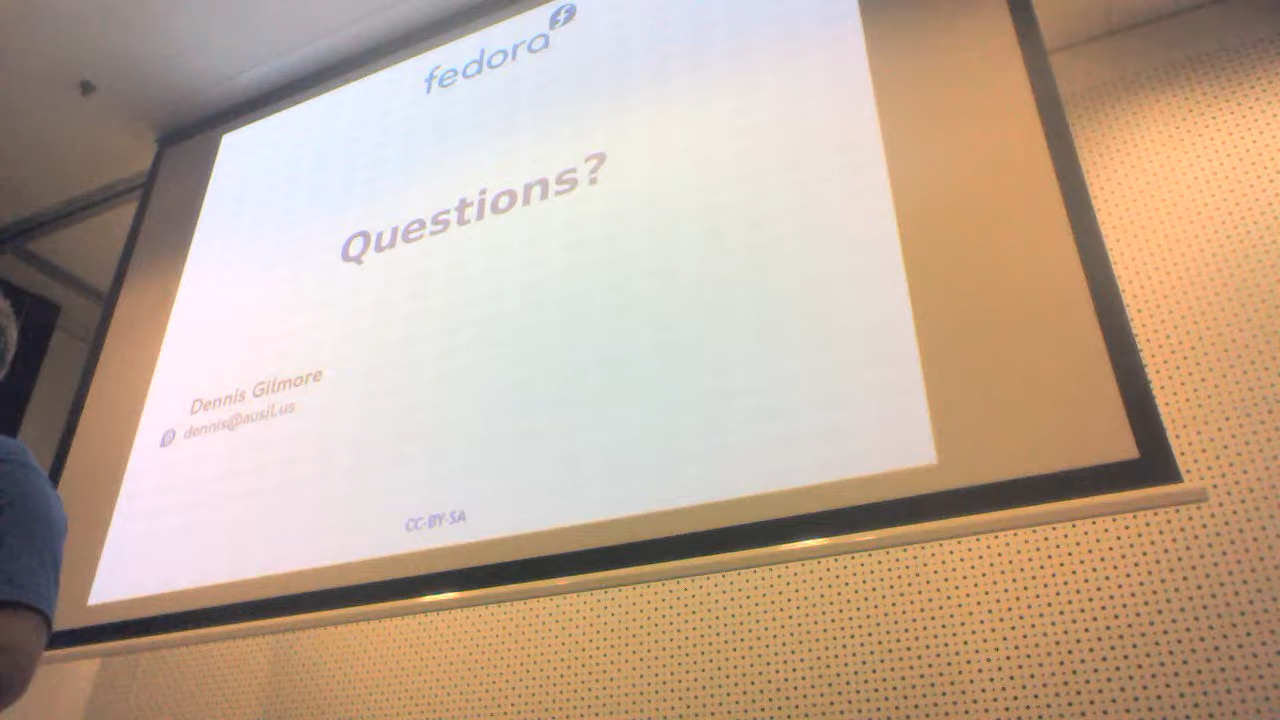 fedora
Questions?
Dennis Gilmore
dennis@ausil.us
CC-BY-SA